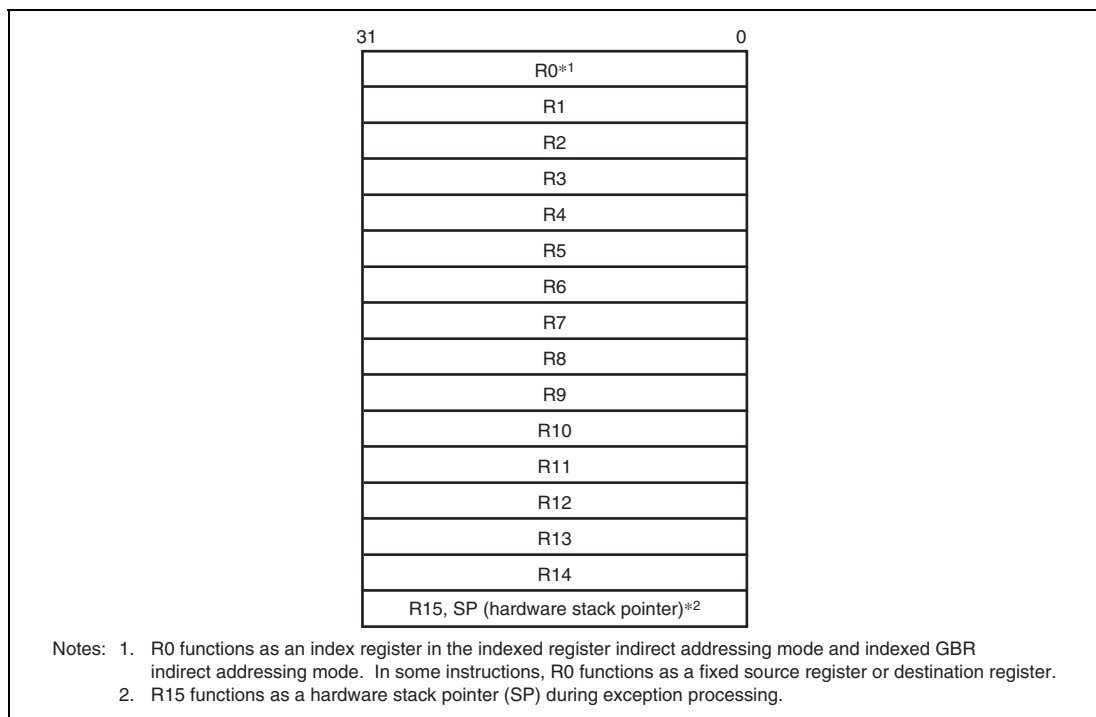 31 0
R0*1
R1
R2
R3
R4
R5
R6
R7
R8
R9
R10
R11
R12
R13
R14
R15, SP (hardware stack pointer)*2
Notes: 1. R0 functions as an index register in the indexed register indirect addressing mode and indexed GBR
indirect addressing mode. In some instructions, R0 functions as a fixed source register or destination register.
2. R15 functions as a hardware stack pointer (SP) during exception processing.